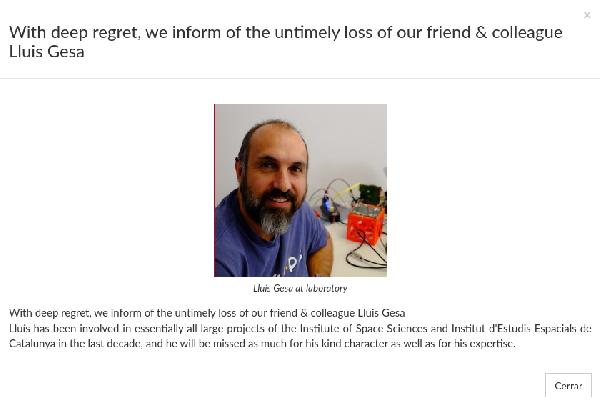 ×
With deep regret, we inform of the untimely loss of our friend & colleague
Lluis Gesa
Lluis Gesa at laboratory
With deep regret, we inform of the untimely loss of our friend & colleague Lluís Gesa
Lluís has been involved in essentially all large projects of the Institute of Space Sciences and Institut d'Estudis Espacials de
Catalunya in the last decade, and he will be missed as much for his kind character as well as for his expertise.
Cerrar